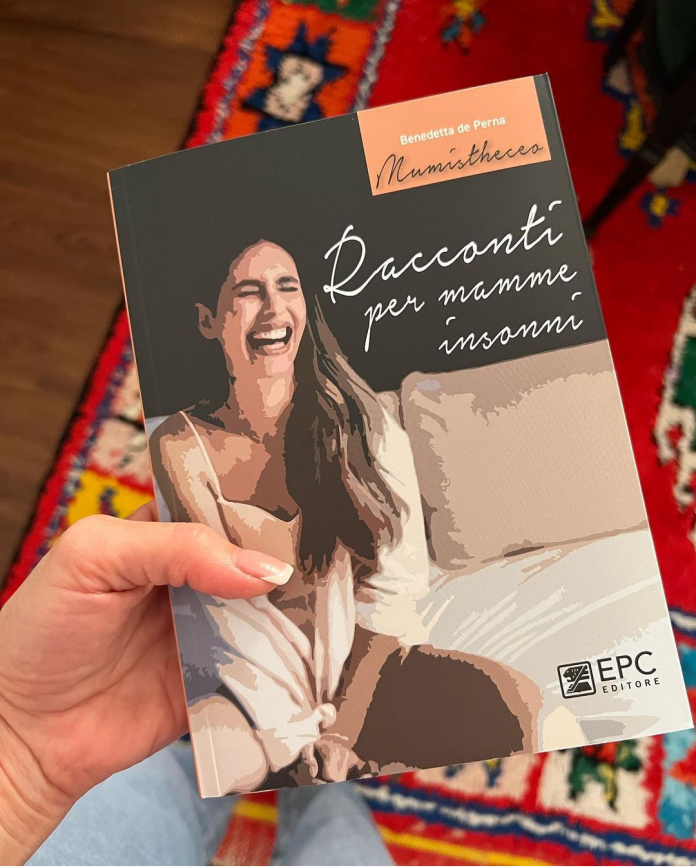 Benedetta de Perna
Mumistheceo
Racconti
per mamme
insonni
EPC
EDITORE